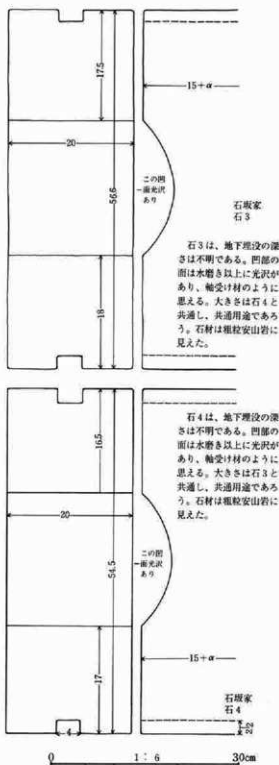 17.5
15+α
20
56.6
この凹
一面光沢
あり
石坂家
石3
石3は、地下埋没の深
さは不明である。凹部の
面は水磨き以上に光沢が
あり、軸受け材のように
思える。大きさは石4と
共通し、共通用途であろ
う。石材は粗粒安山岩に
見えた。
18
16.5
石4は、地下埋没の深
さは不明である。凹部の
面は水磨き以上に光沢が
あり、軸受け材のように
思える。大きさは石3と
共通し、共通用途であろ
う。石材は粗粒安山岩に
見えた。
20
54.5
この凹
一面光沢
あり
17
15+α
石坂家
石4
4
2.2
0 1:6 30cm